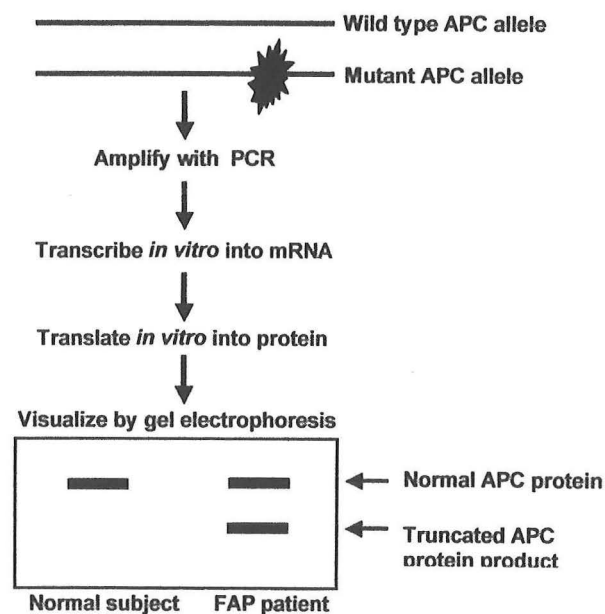 Wild type APC allele
Mutant APC allele
Amplify with PCR
Transcribe in vitro into mRNA
Translate in vitro into protein
Visualize by gel electrophoresis
Normal APC protein
Truncated APC
protein product
Normal subject FAP patient